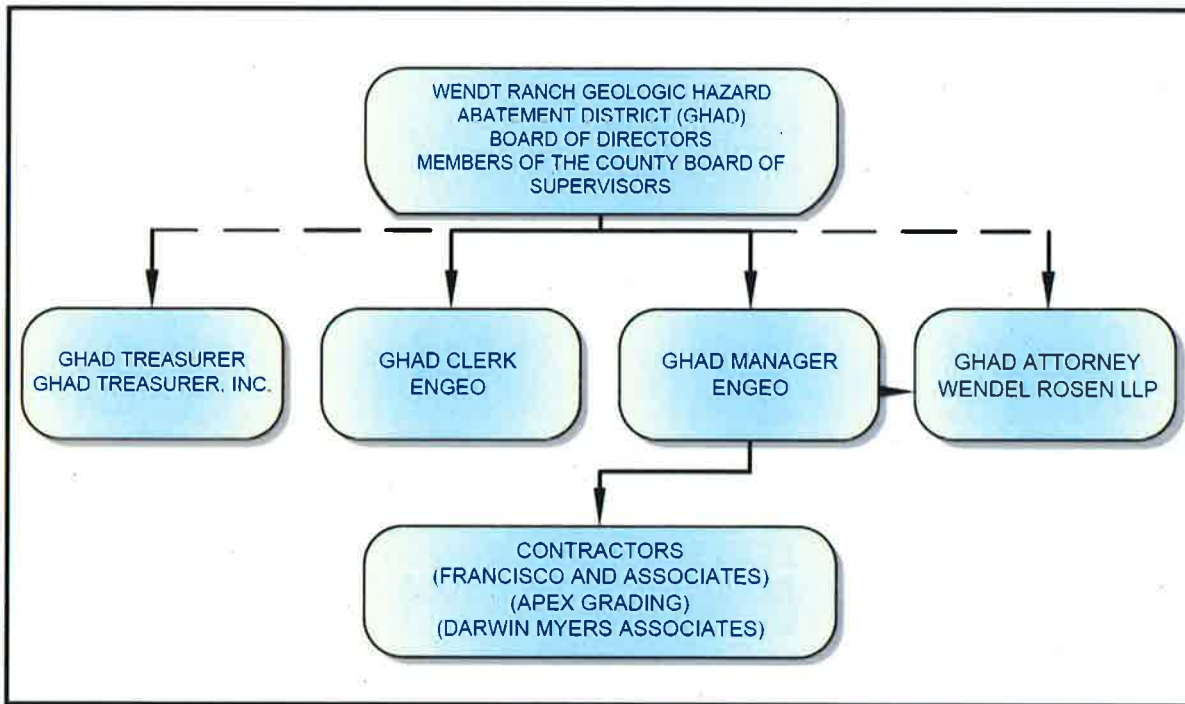 WENDT RANCH GEOLOGIC HAZARD
ABATEMENT DISTRICT (GHAD)
BOARD OF DIRECTORS
MEMBERS OF THE COUNTY BOARD OF
SUPERVISORS
GHAD TREASURER
GHAD TREASURER, INC.
GHAD CLERK
ENGEO
GHAD MANAGER
ENGEO
GHAD ATTORNEY
WENDEL ROSEN LLP
CONTRACTORS
(FRANCISCO AND ASSOCIATES)
(APEX GRADING)
(DARWIN MYERS ASSOCIATES)